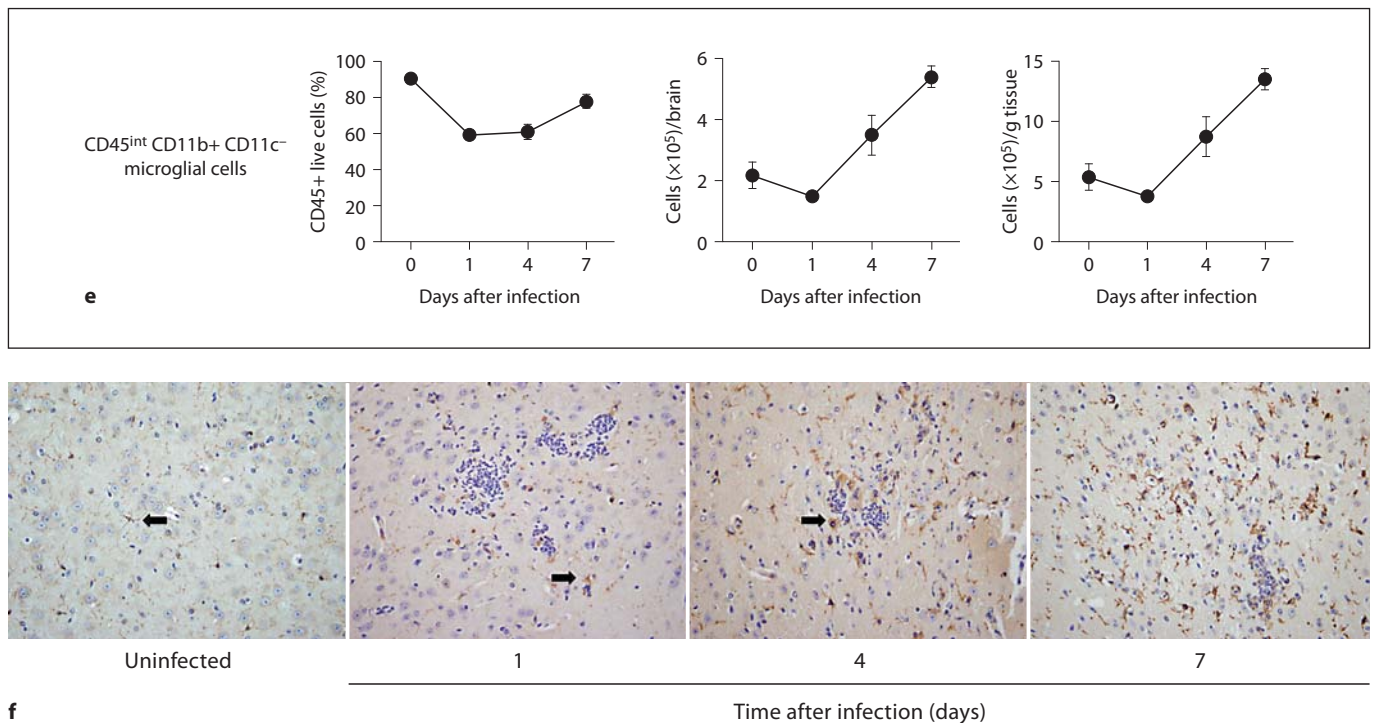 CD45int CD11b+ CD11c–
microglial cells
CD45+ live cells (%)
100
80
60
40
20
0
0 1 4 7
Days after infection
Cells (×10⁵)/brain
6
4
2
0
0 1 4 7
Days after infection
Cells (×10⁵)/g tissue
15
10
5
0
0 1 4 7
Days after infection
e
Uninfected 1 4 7
Time after infection (days)
f